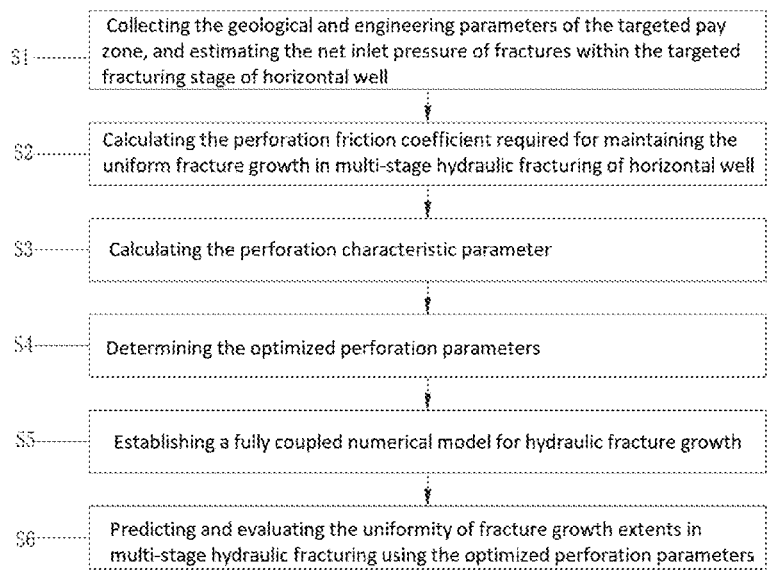 S1
Collecting the geological and engineering parameters of the targeted pay
zone, and estimating the net inlet pressure of fractures within the targeted
fracturing stage of horizontal well
S2
Calculating the perforation friction coefficient required for maintaining the
uniform fracture growth in multi-stage hydraulic fracturing of horizontal well
S3
Calculating the perforation characteristic parameter
S4
Determining the optimized perforation parameters
S5
Establishing a fully coupled numerical model for hydraulic fracture growth
S6
Predicting and evaluating the uniformity of fracture growth extents in
multi-stage hydraulic fracturing using the optimized perforation parameters